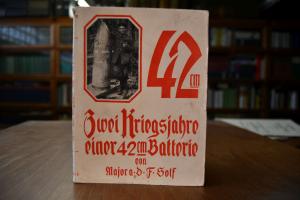 42 cm
Zwei Kriegsjahre
einer 42 cm Batterie
von
Major a. D. F. Solf